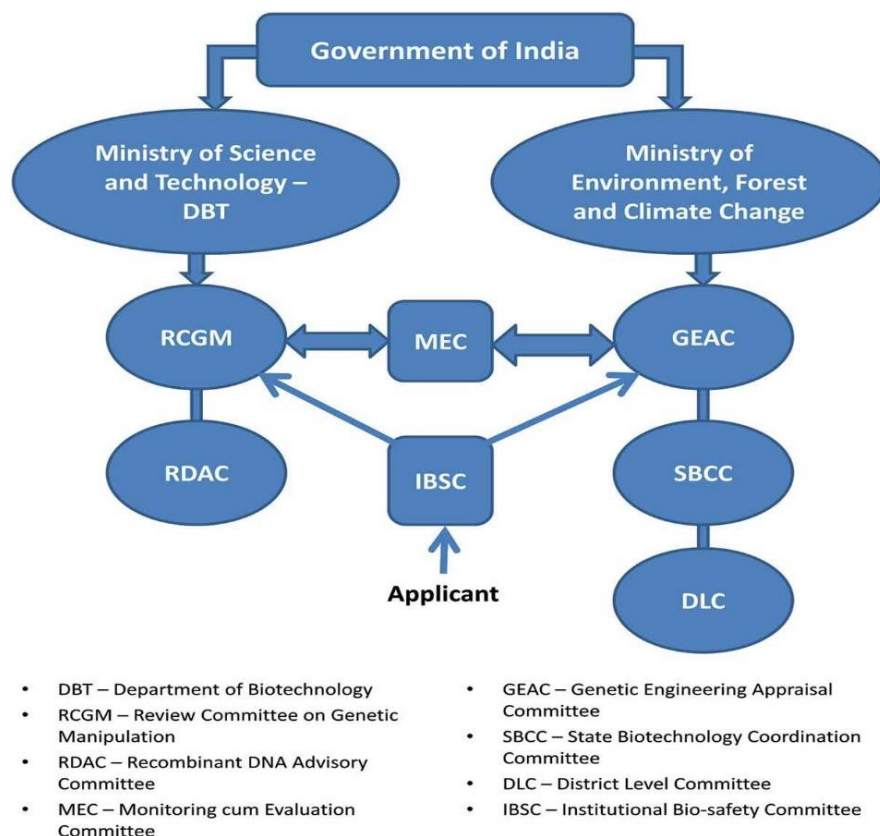 Government of India
Ministry of Science
and Technology –
DBT
Ministry of
Environment, Forest
and Climate Change
RCGM
MEC
GEAC
RDAC
IBSC
SBCC
Applicant
DLC
• DBT – Department of Biotechnology
• RCGM – Review Committee on Genetic
Manipulation
• RDAC – Recombinant DNA Advisory
Committee
• MEC – Monitoring cum Evaluation
Committee
• GEAC – Genetic Engineering Appraisal
Committee
• SBCC – State Biotechnology Coordination
Committee
• DLC – District Level Committee
• IBSC – Institutional Bio-safety Committee